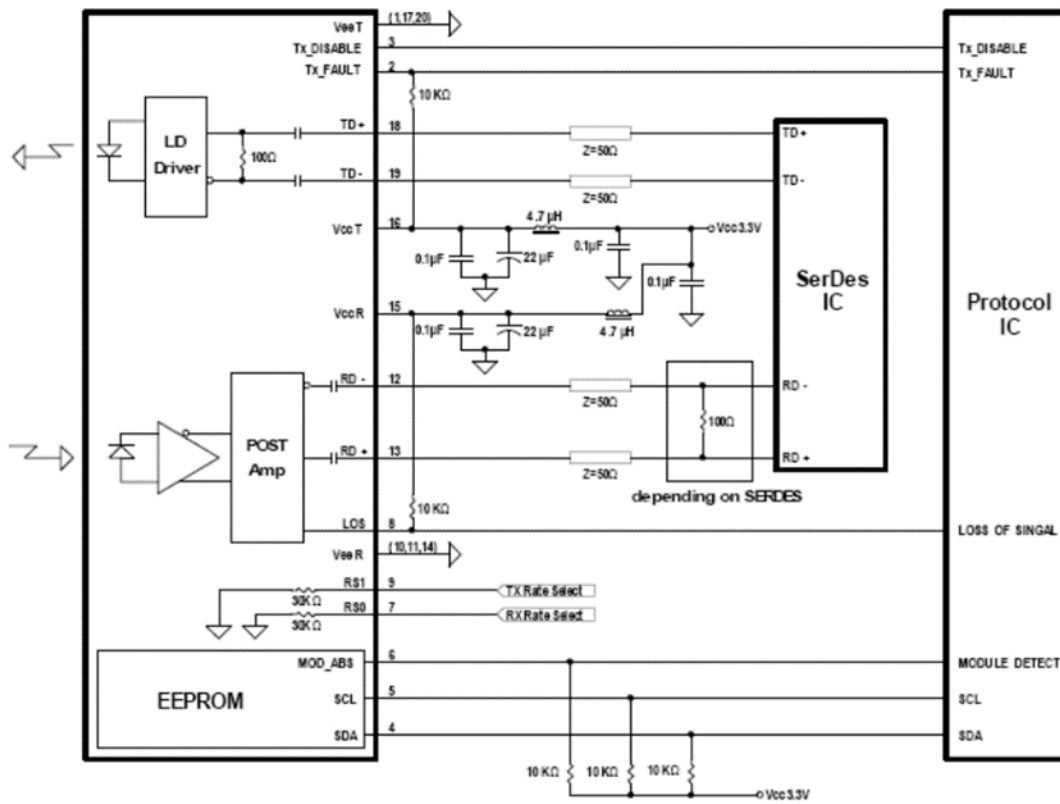 VeeT (1,17,20)
Tx_DISABLE 3 Tx_DISABLE
Tx_FAULT 2 Tx_FAULT
10 KΩ
LD
Driver
100Ω
TD+ 18 Z=50Ω TD+
TD- 19 Z=50Ω TD-
VccT 16 4.7 µH Vcc3.3V
0.1µF 22 µF 0.1µF
0.1µF
VccR 15
0.1µF 22 µF 4.7 µH
SerDes
IC
Protocol
IC
RD - 12 Z=50Ω RD -
100Ω
POST
Amp
RD + 13 Z=50Ω RD +
depending on SERDES
10 KΩ
LOS 8 LOSS OF SINGAL
VeeR (10,11,14)
RS1 9 TX Rate Select
30KΩ
RS0 7 RX Rate Select
30KΩ
MOD_ABS 6 MODULE DETECT
EEPROM
SCL 5 SCL
SDA 4 SDA
10 KΩ 10 KΩ 10 KΩ
Vcc3.3V